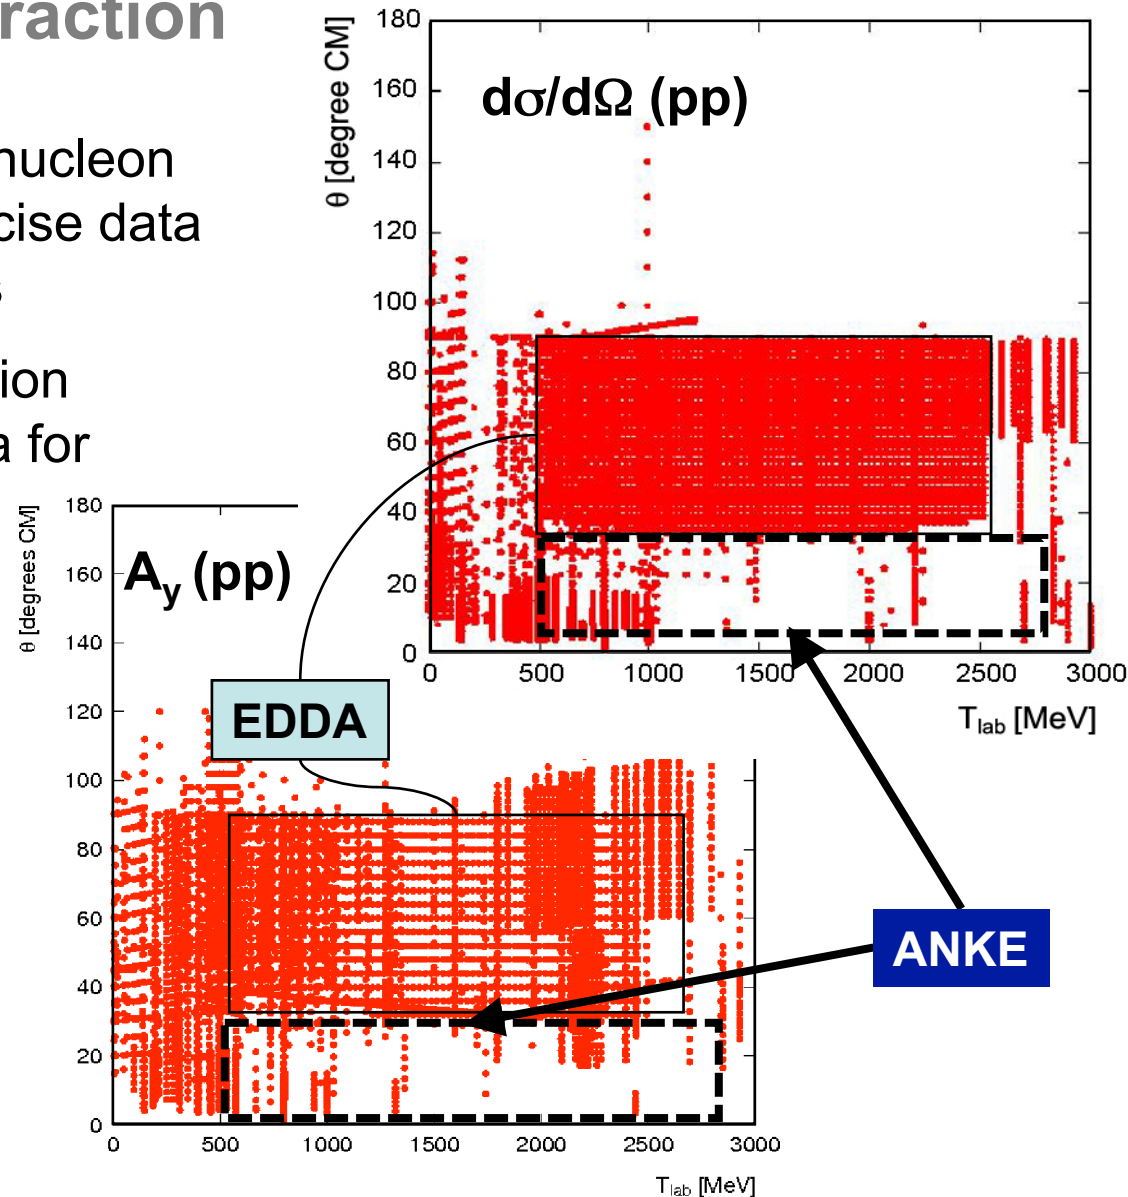 raction
nucleon
cise data
s
ion
a for
dσ/dΩ (pp)
θ [degree CM]
180
160
140
120
100
80
60
40
20
0
0 500 1000 1500 2000 2500 3000
T_lab [MeV]
A_y (pp)
θ [degrees CM]
180
160
140
120
100
80
60
40
20
0
0 500 1000 1500 2000 2500 3000
T_lab [MeV]
EDDA
ANKE